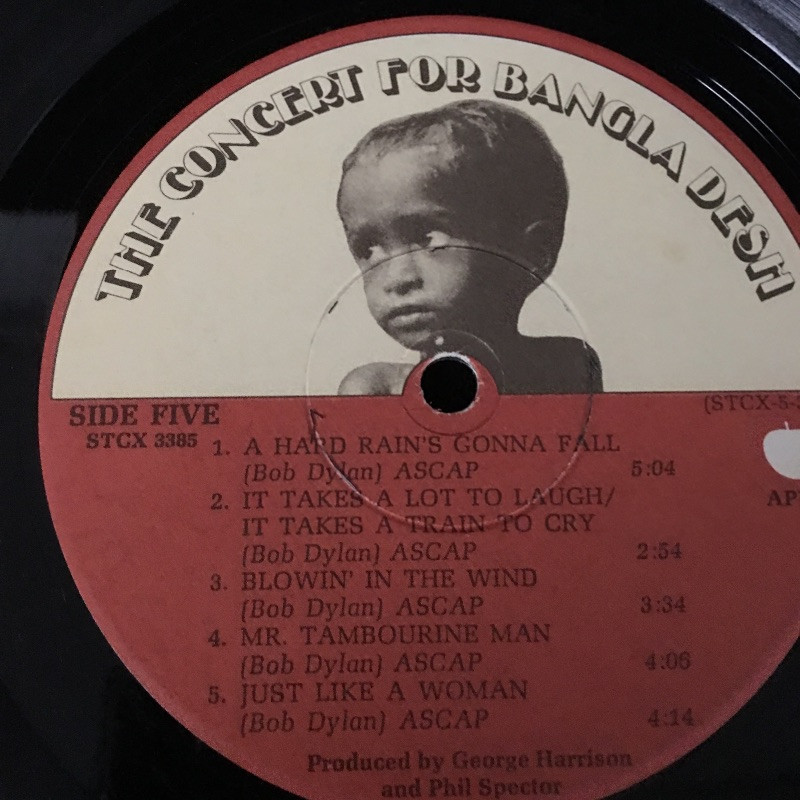 THE CONCERT FOR BANGLA DESH
SIDE FIVE
STCX 3385
1. A HARD RAIN'S GONNA FALL
(Bob Dylan) ASCAP 5:04
2. IT TAKES A LOT TO LAUGH/
IT TAKES A TRAIN TO CRY
(Bob Dylan) ASCAP 2:54
3. BLOWIN' IN THE WIND
(Bob Dylan) ASCAP 3:34
4. MR. TAMBOURINE MAN
(Bob Dylan) ASCAP 4:06
5. JUST LIKE A WOMAN
(Bob Dylan) ASCAP 4:14
Produced by George Harrison
and Phil Spector